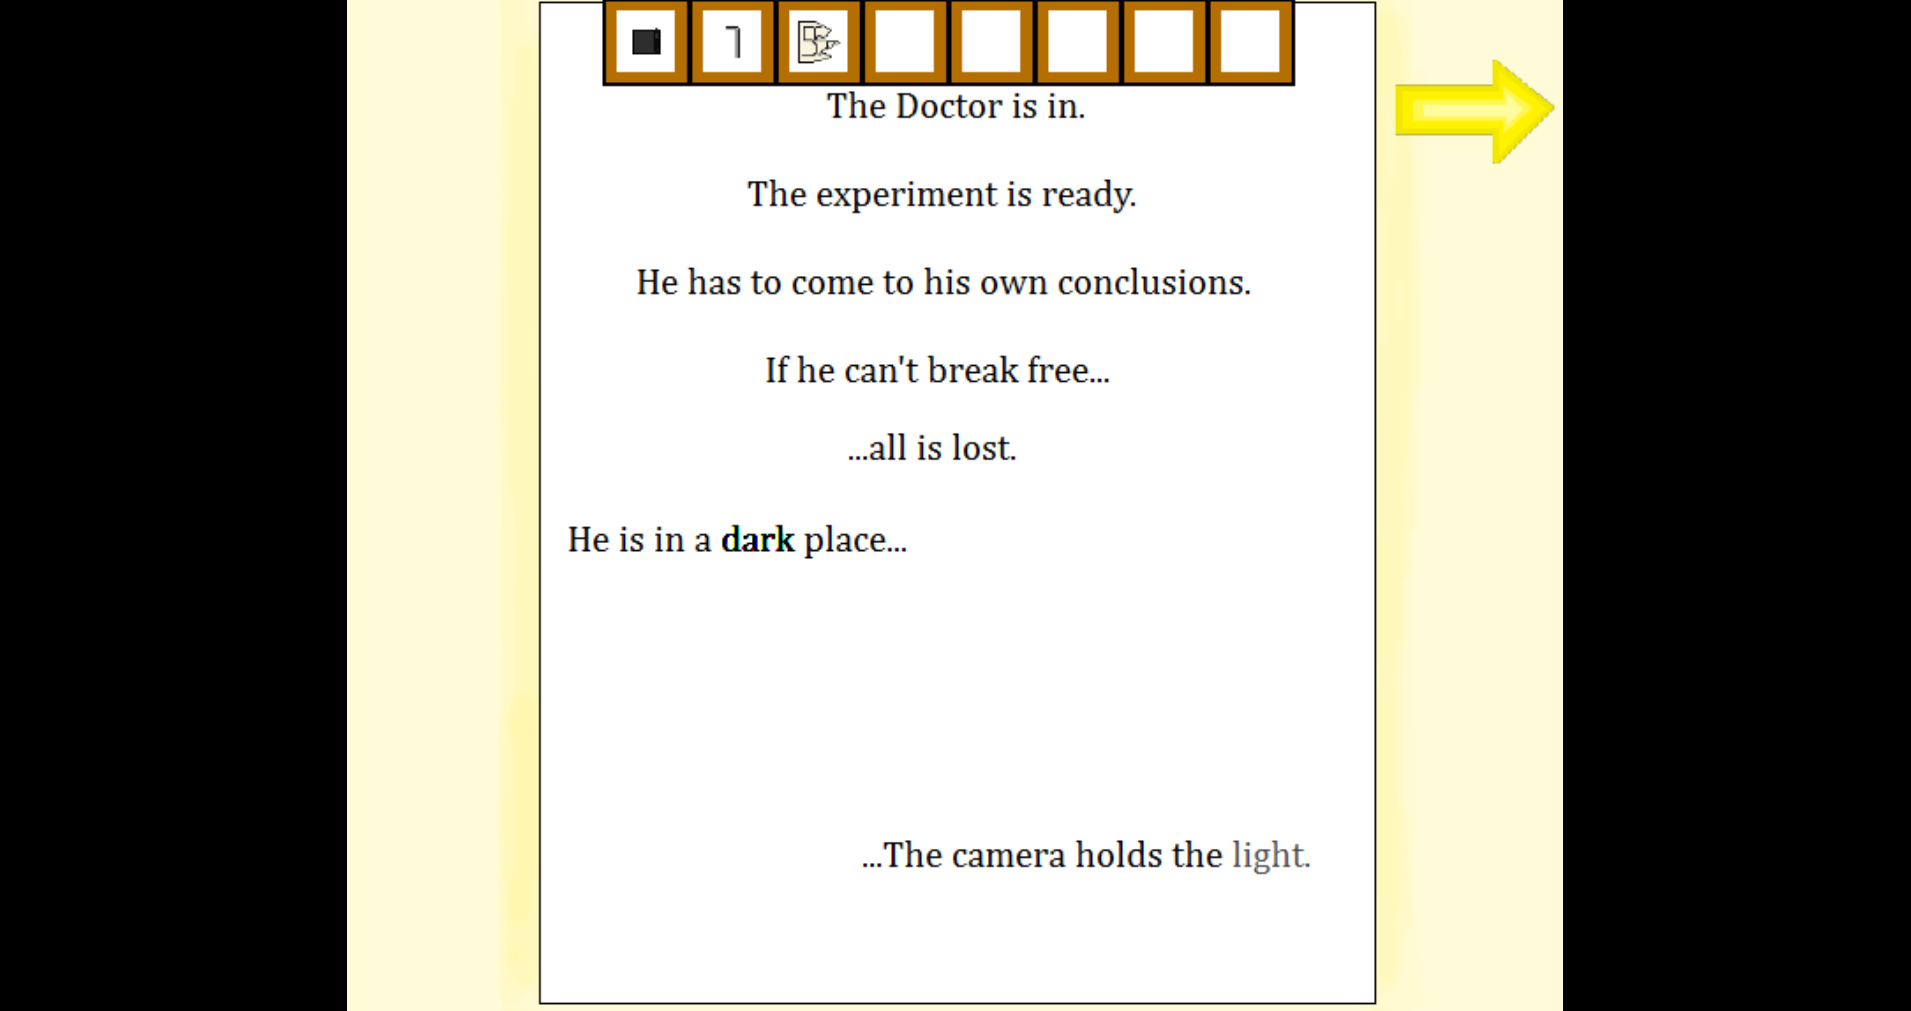 The Doctor is in.
The experiment is ready.
He has to come to his own conclusions.
If he can't break free...
...all is lost.
He is in a dark place...
...The camera holds the light.